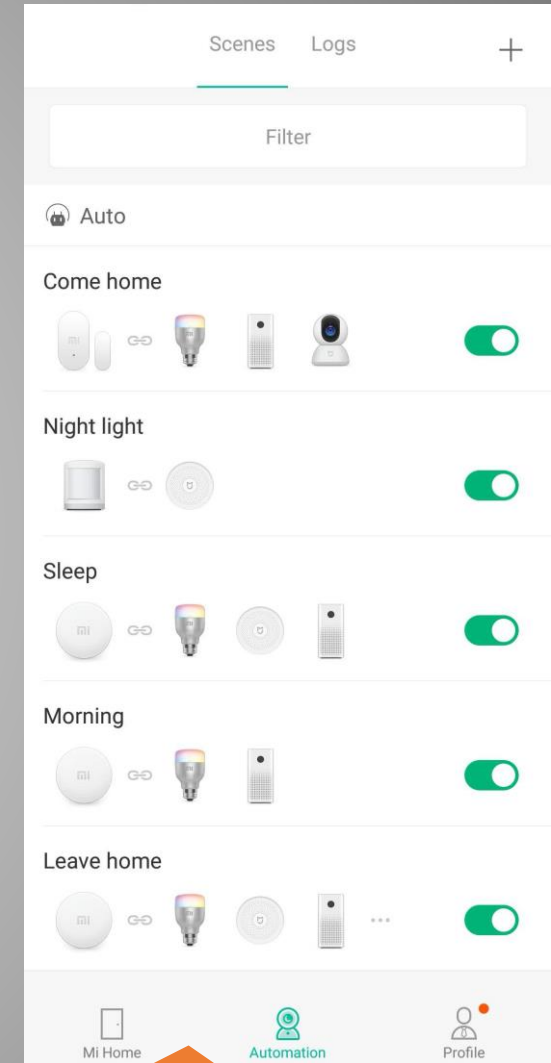 Scenes Logs
Filter
Auto
Come home
Night light
Sleep
Morning
Leave home
Mi Home Automation Profile